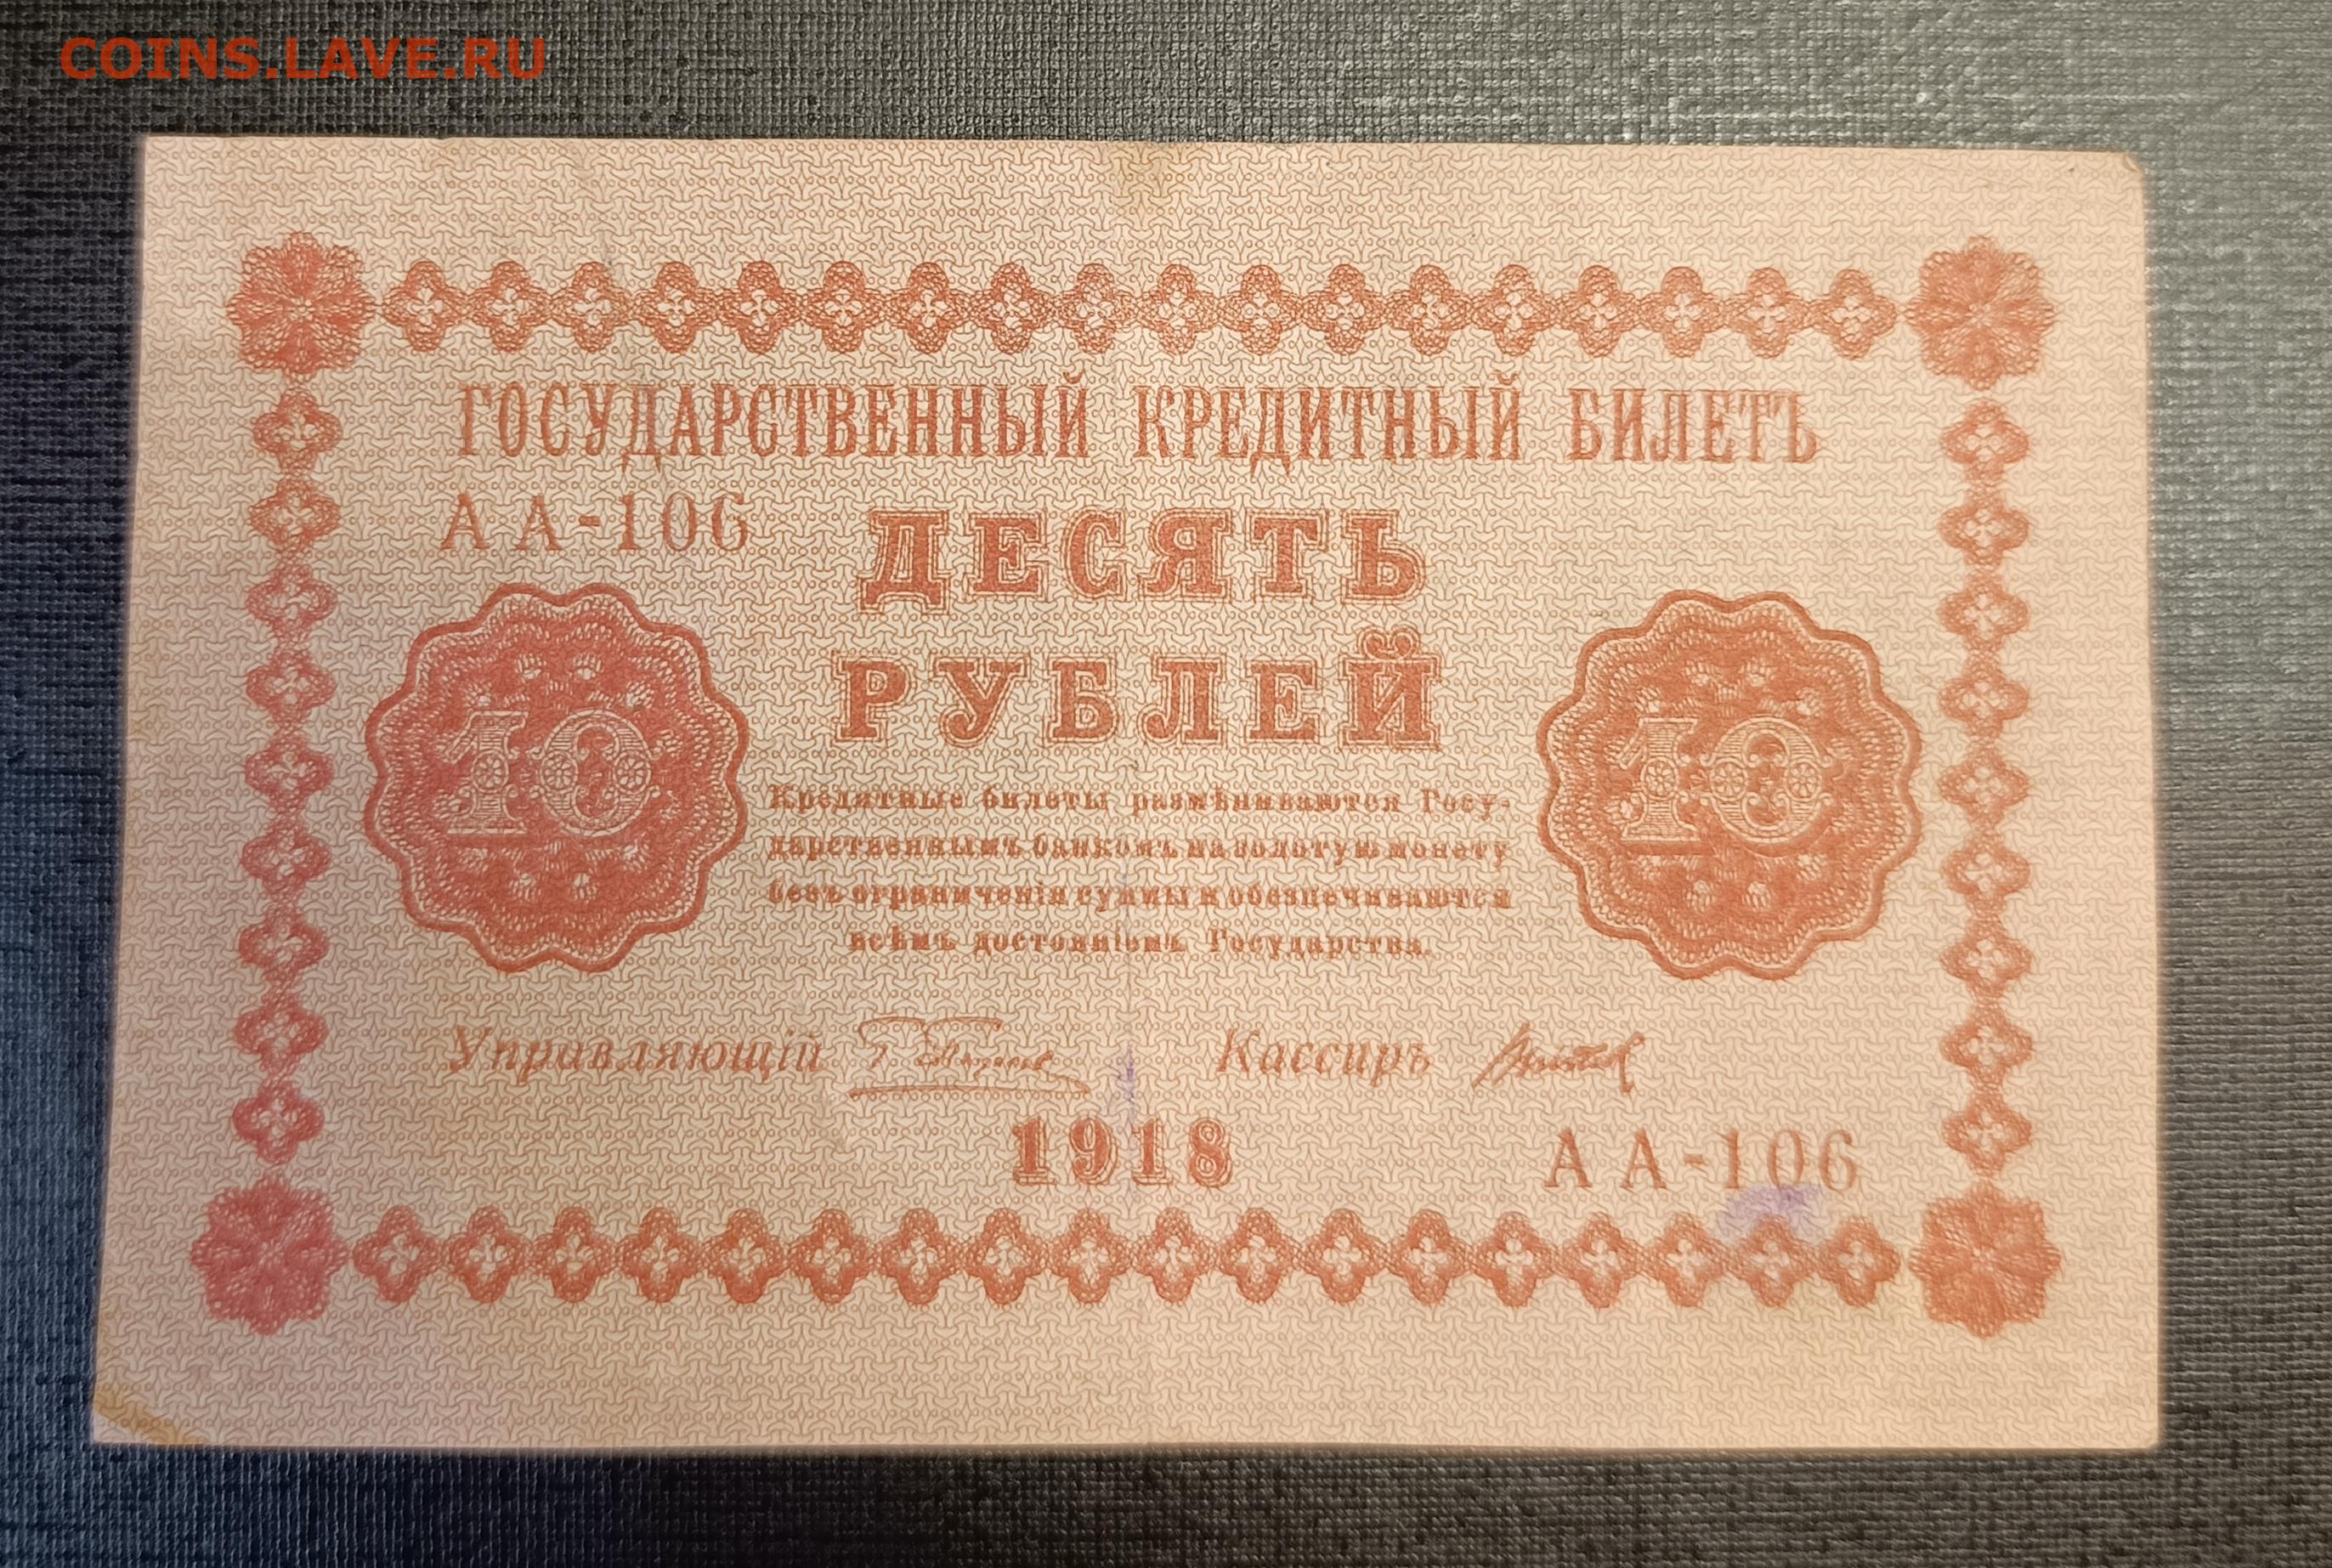 COINS.LAVE.RU
ГОСУДАРСТВЕННЫЙ КРЕДИТНЫЙ БИЛЕТЪ
АА-106
ДЕСЯТЬ
РУБЛЕЙ
10
10
Кредитные билеты размѣниваются Госу-
дарственнымъ банкомъ на золотую монету
безъ ограниченія суммы и обезпечиваются
всѣмъ достояніемъ Государства.
Управляющій
Кассиръ
1918
АА-106